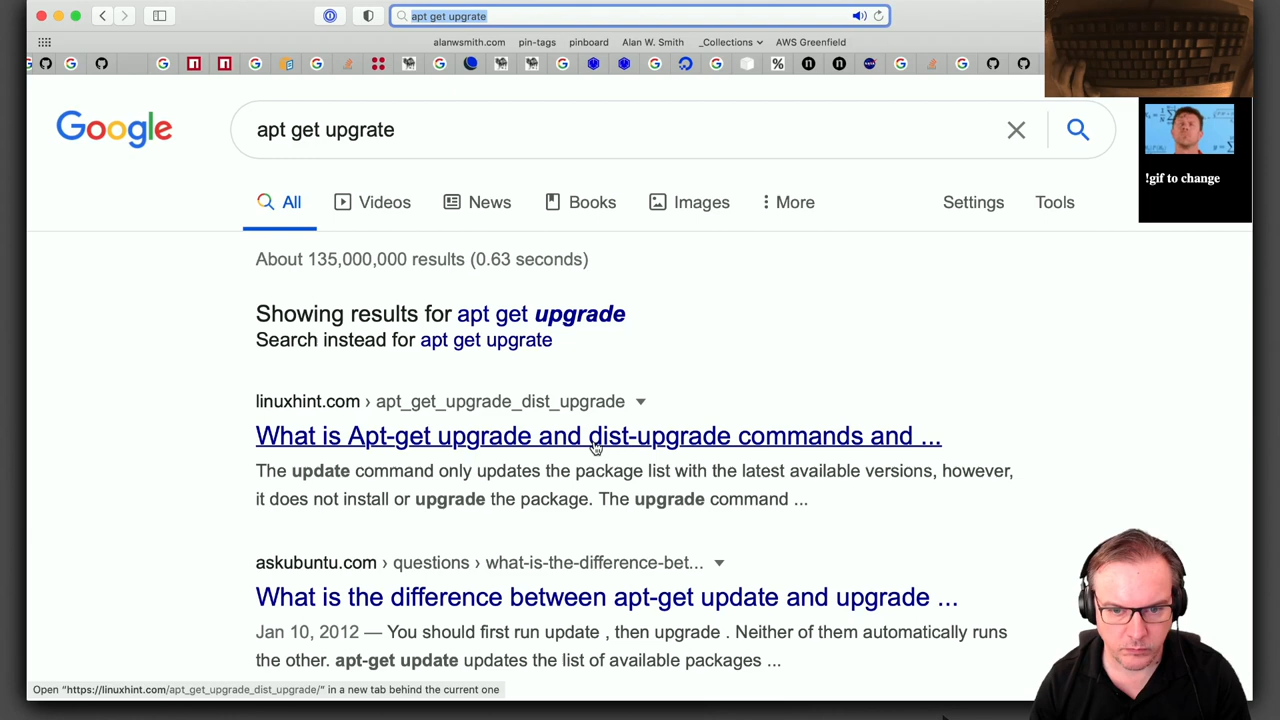 apt get upgrate
alanwsmith.com pin-tags pinboard Alan W. Smith _Collections AWS Greenfield
Google
apt get upgrate
!gif to change
All Videos News Books Images More Settings Tools
About 135,000,000 results (0.63 seconds)
Showing results for apt get upgrade
Search instead for apt get upgrate
linuxhint.com › apt_get_upgrade_dist_upgrade
What is Apt-get upgrade and dist-upgrade commands and ...
The update command only updates the package list with the latest available versions, however,
it does not install or upgrade the package. The upgrade command ...
askubuntu.com › questions › what-is-the-difference-bet...
What is the difference between apt-get update and upgrade ...
Jan 10, 2012 — You should first run update , then upgrade . Neither of them automatically runs
the other. apt-get update updates the list of available packages ...
Open "https://linuxhint.com/apt_get_upgrade_dist_upgrade/" in a new tab behind the current one